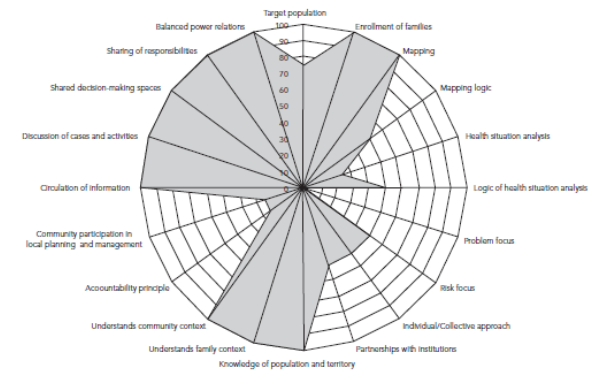 Target population
Balanced power relations
Enrollment of families
Sharing of responsibilities
Mapping
Shared decision-making spaces
Mapping logic
Discussion of cases and activities
Health situation analysis
Circulation of information
Logic of health situation analysis
Community participation in
local planning and management
Problem focus
Accountability principle
Risk focus
Understands community context
Individual/Collective approach
Understands family context
Partnerships with institutions
Knowledge of population and territory
100
90
80
70
60
50
40
30
20
10
0